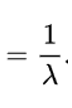 = 1/λ.